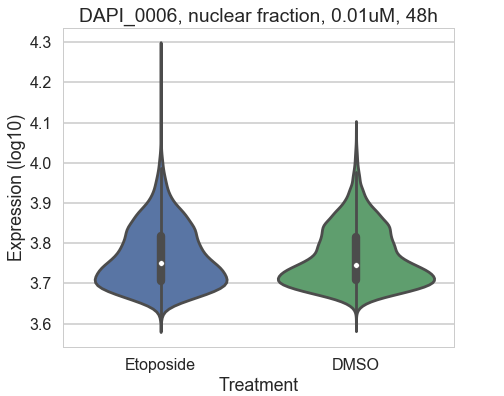 DAPI_0006, nuclear fraction, 0.01uM, 48h
Expression (log10)
4.3
4.2
4.1
4.0
3.9
3.8
3.7
3.6
Etoposide
DMSO
Treatment